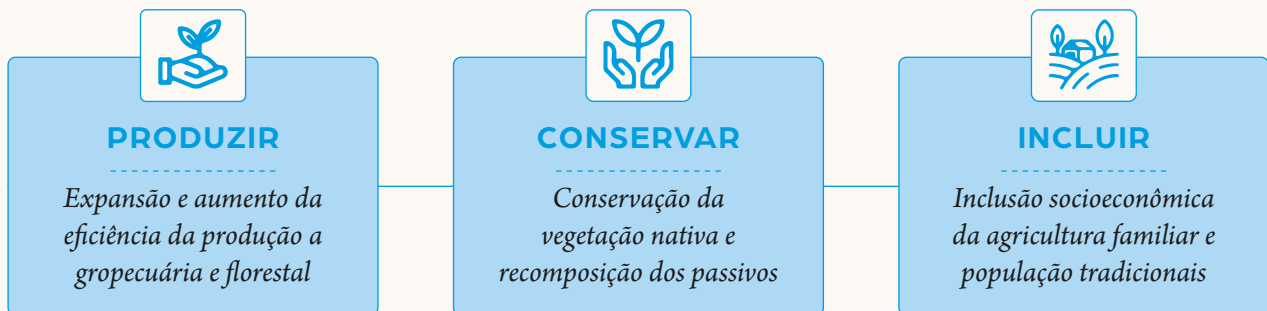 PRODUZIR
Expansão e aumento da
eficiência da produção a
gropecuária e florestal
CONSERVAR
Conservação da
vegetação nativa e
recomposição dos passivos
INCLUIR
Inclusão socioeconômica
da agricultura familiar e
população tradicionais